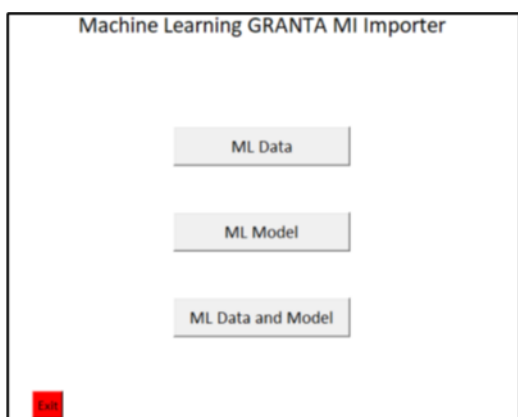 Machine Learning GRANTA MI Importer
ML Data
ML Model
ML Data and Model
Exit